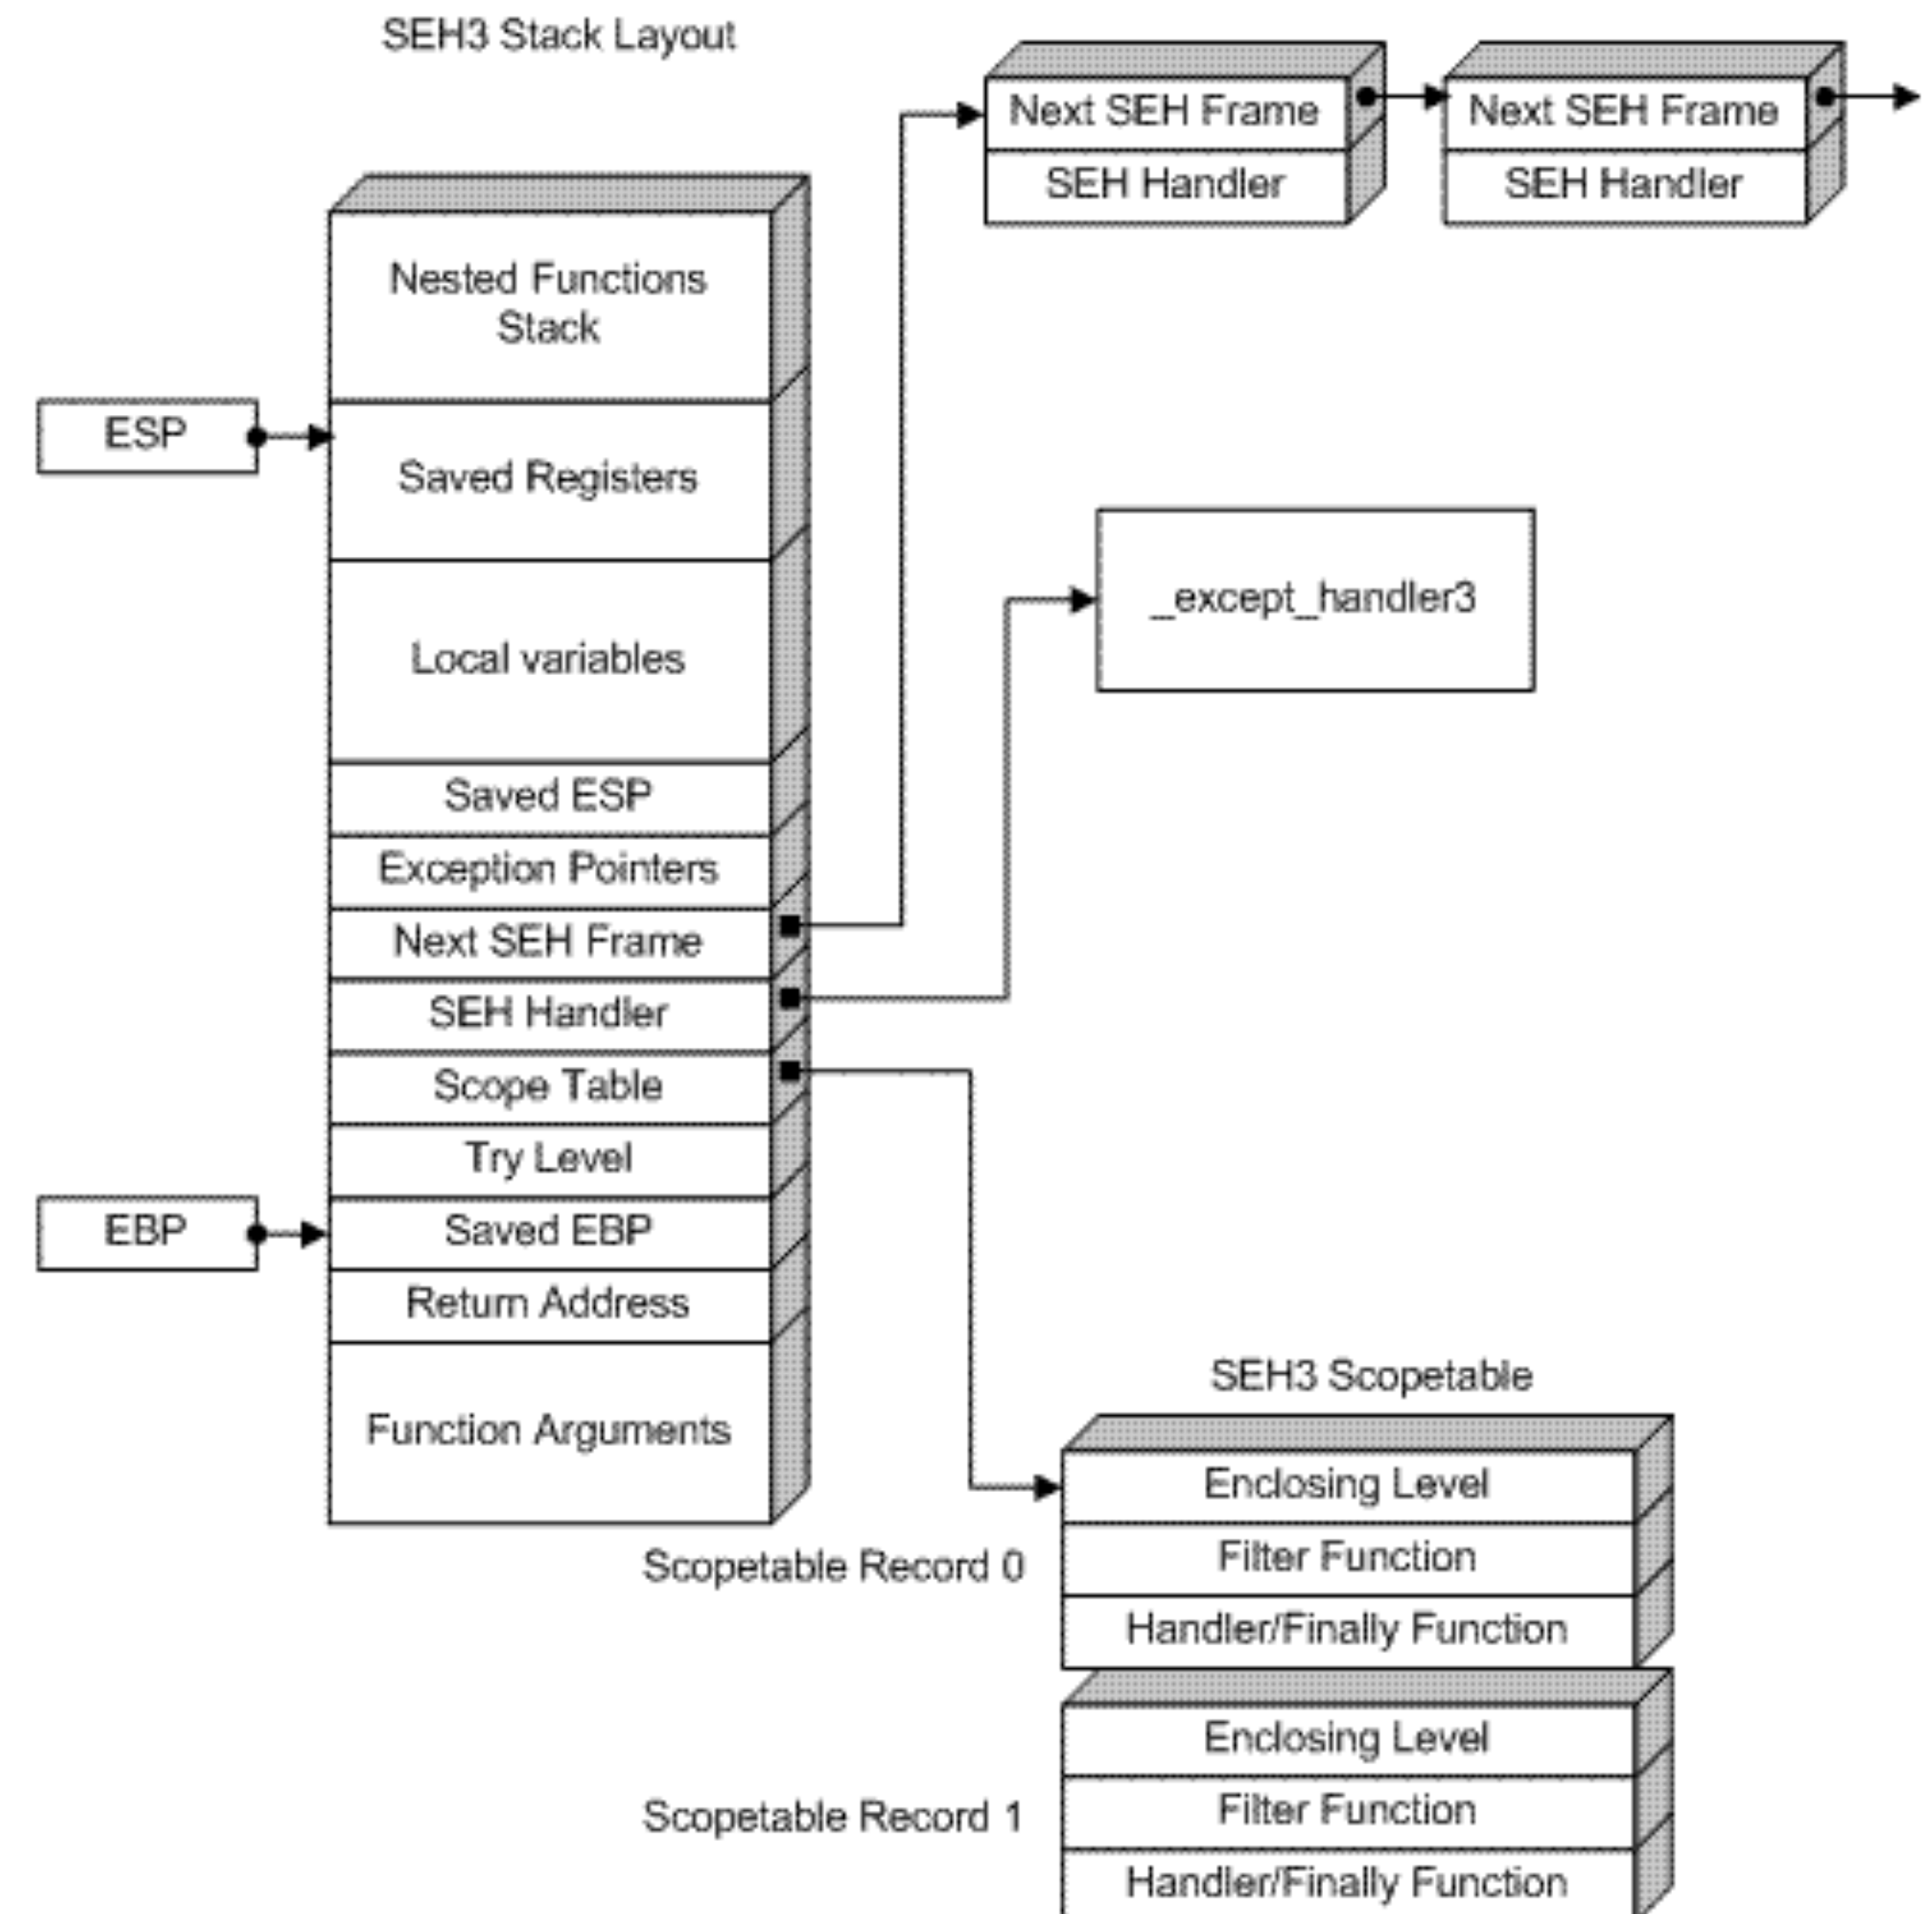 SEH3 Stack Layout
Next SEH Frame
SEH Handler
Next SEH Frame
SEH Handler
Nested Functions
Stack
ESP
Saved Registers
_except_handler3
Local variables
Saved ESP
Exception Pointers
Next SEH Frame
SEH Handler
Scope Table
Try Level
EBP
Saved EBP
Return Address
Function Arguments
SEH3 Scopetable
Scopetable Record 0
Enclosing Level
Filter Function
Handler/Finally Function
Scopetable Record 1
Enclosing Level
Filter Function
Handler/Finally Function